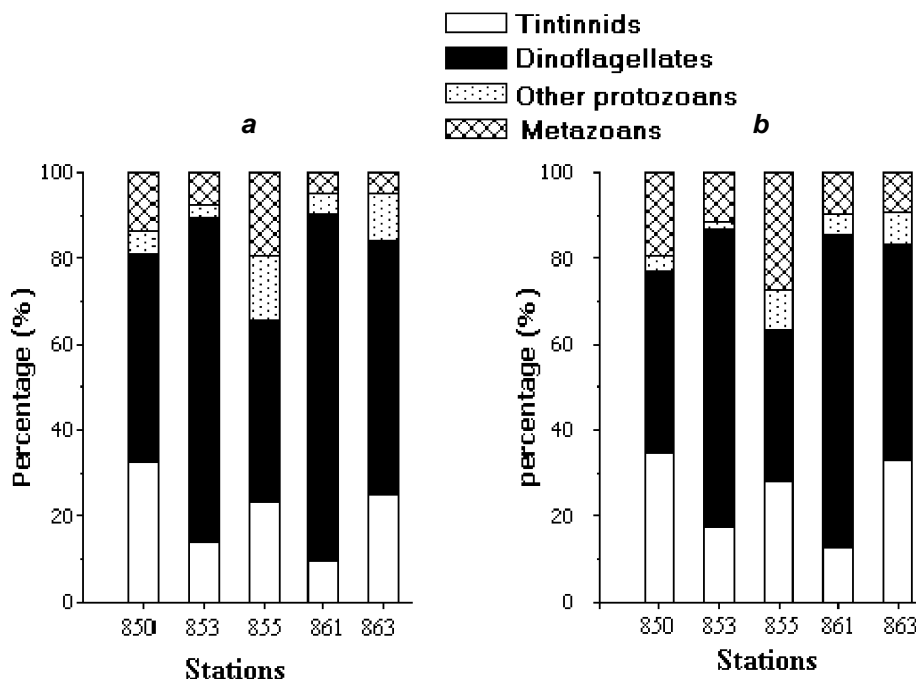 Tintinnids
Dinoflagellates
Other protozoans
Metazoans
a
b
Percentage (%)
100
80
60
40
20
0
850
853
855
861
863
Stations
percentage (%)
100
80
60
40
20
0
850
853
855
861
863
Stations